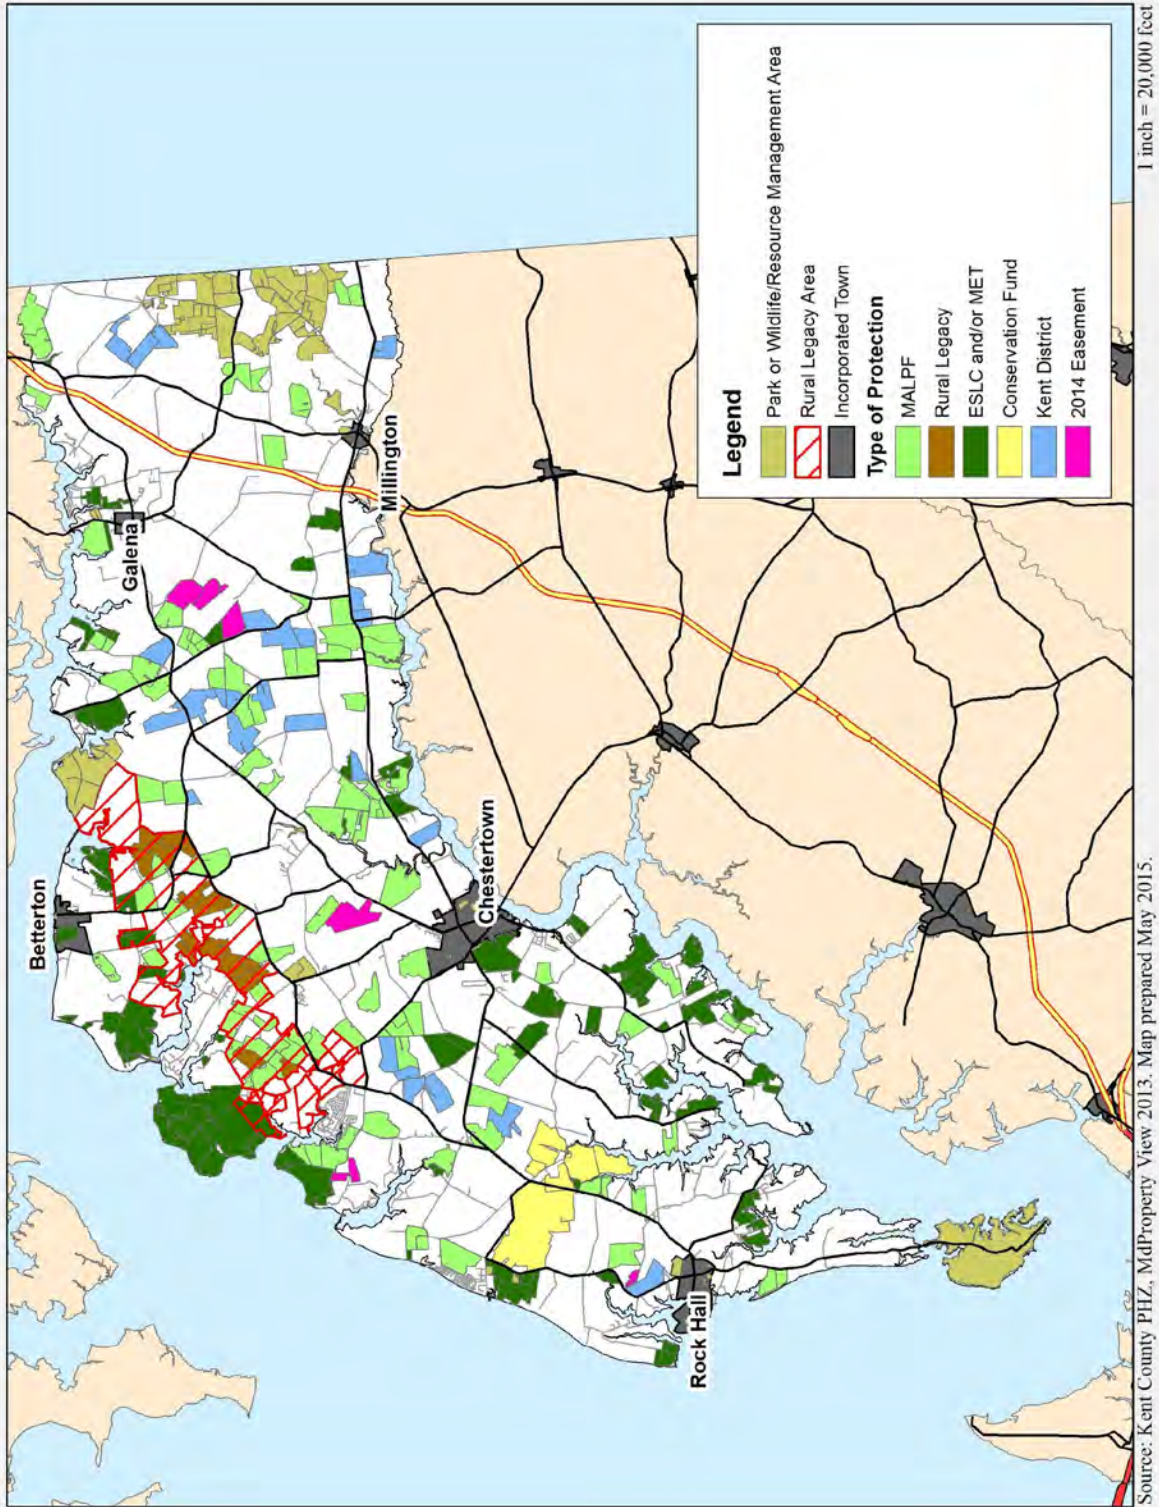 Betterton
Galena
Millington
Chestertown
Rock Hall
Legend
Park or Wildlife/Resource Management Area
Rural Legacy Area
Incorporated Town
Type of Protection
MALPF
Rural Legacy
ESLC and/or MET
Conservation Fund
Kent District
2014 Easement
Source: Kent County PHZ, MdProperty View 2013. Map prepared May 2015.
1 inch = 20,000 feet